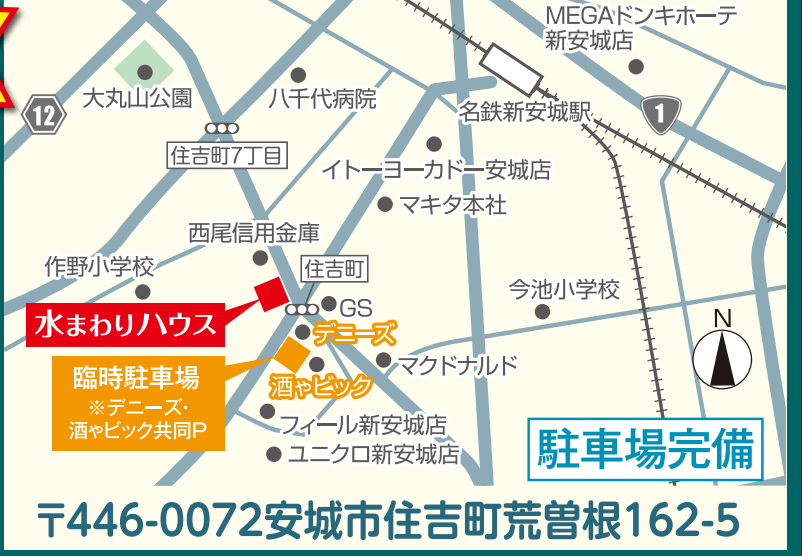 MEGAドンキホーテ
新安城店
大丸山公園
八千代病院
12
名鉄新安城駅
1
住吉町7丁目
イトーヨーカドー安城店
マキタ本社
西尾信用金庫
作野小学校
住吉町
今池小学校
GS
N
水まわりハウス
デニーズ
マクドナルド
臨時駐車場
※デニーズ・
酒ゃビック共同P
酒ゃビック
フィール新安城店
ユニクロ新安城店
駐車場完備
〒446-0072安城市住吉町荒曽根162-5